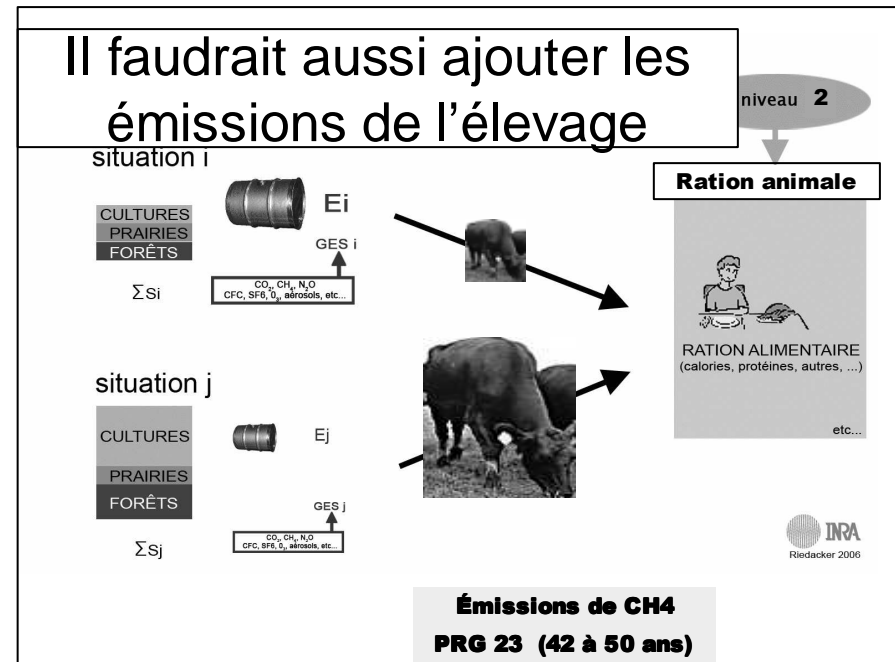 Il faudrait aussi ajouter les
émissions de l'élevage
niveau 2
Ration animale
situation i
CULTURES
PRAIRIES
FORÊTS
ΣSi
Ei
GES i
CO₂, CH₄, N₂O
CFC, SF6, 0₃, aérosols, etc...
RATION ALIMENTAIRE
(calories, protéines, autres, ...)
etc...
situation j
CULTURES
PRAIRIES
FORÊTS
ΣSj
Ej
GES j
CO₂, CH₄, N₂O
CFC, SF6, 0₃, aérosols, etc...
INRA
Riedacker 2006
Émissions de CH4
PRG 23 (42 à 50 ans)